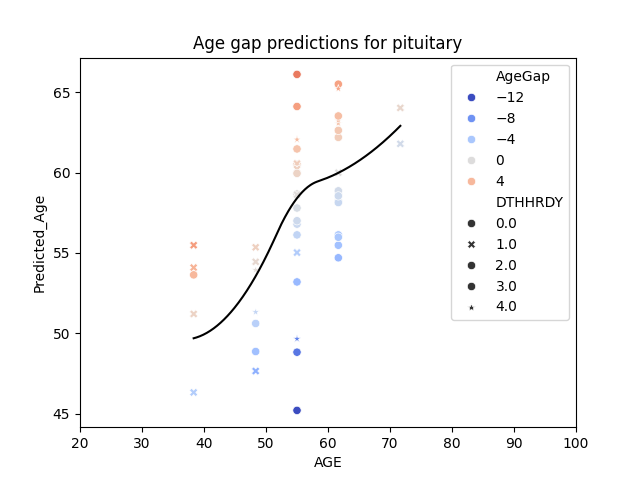 Age gap predictions for pituitary
65
60
55
50
45
Predicted_Age
20 30 40 50 60 70 80 90 100
AGE
AgeGap
−12
−8
−4
0
4
DTHHRDY
0.0
1.0
2.0
3.0
4.0